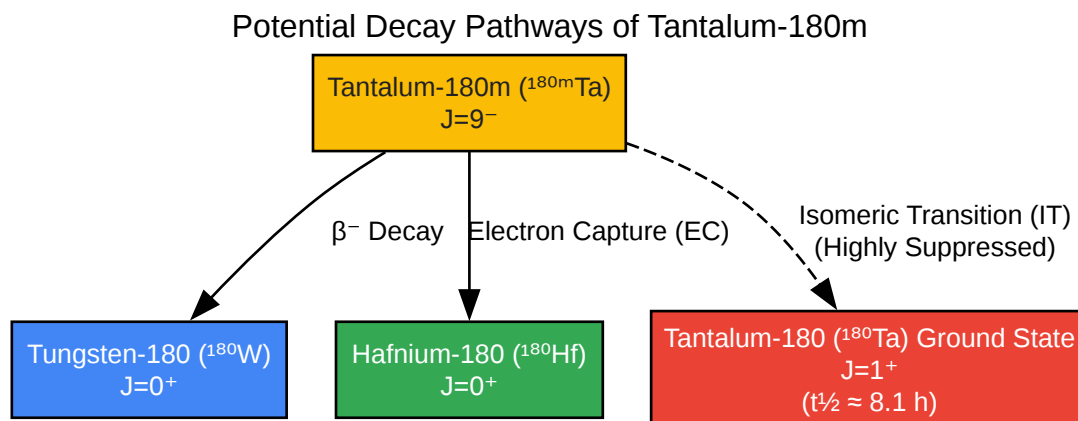 Potential Decay Pathways of Tantalum-180m
Tantalum-180m (¹⁸⁰ᵐTa)
J=9⁻
β⁻ Decay
Electron Capture (EC)
Isomeric Transition (IT)
(Highly Suppressed)
Tungsten-180 (¹⁸⁰W)
J=0⁺
Hafnium-180 (¹⁸⁰Hf)
J=0⁺
Tantalum-180 (¹⁸⁰Ta) Ground State
J=1⁺
(t½ ≈ 8.1 h)